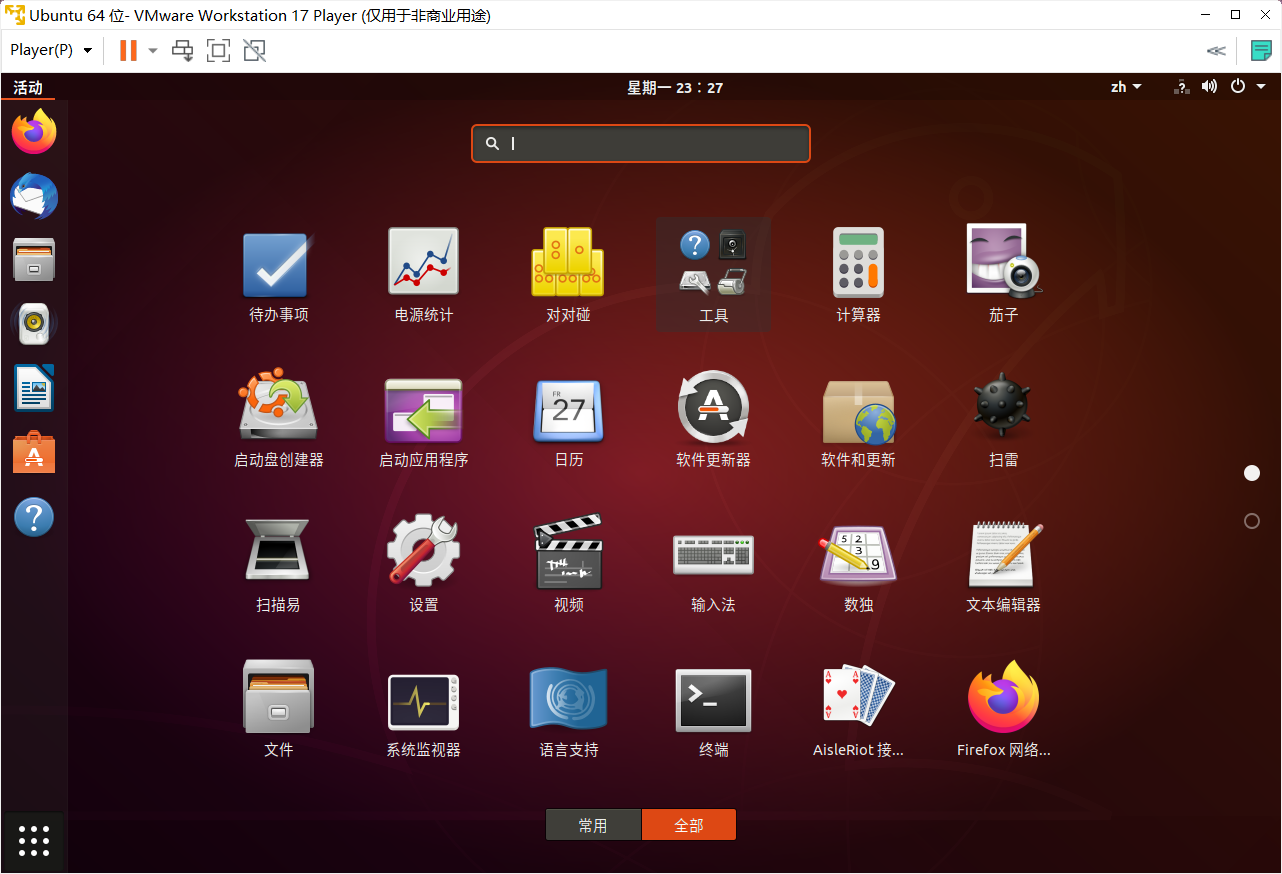 Ubuntu 64 位- VMware Workstation 17 Player (仅用于非商业用途)
Player(P)
活动
星期一 23：27
zh
待办事项
电源统计
对对碰
工具
计算器
茄子
启动盘创建器
启动应用程序
FR
27
日历
软件更新器
软件和更新
扫雷
扫描易
设置
视频
输入法
5 2
3
9
数独
文本编辑器
文件
系统监视器
语言支持
终端
AisleRiot 接...
Firefox 网络...
常用
全部